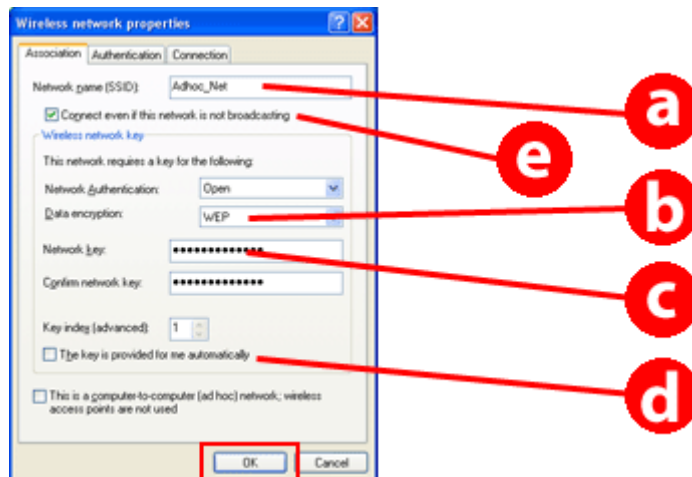 Wireless network properties
Association Authentication Connection
Network name (SSID): Adhoc_Net
Connect even if this network is not broadcasting
Wireless network key
This network requires a key for the following:
Network Authentication: Open
Data encryption: WEP
Network key: •••••••••••••
Confirm network key: •••••••••••••
Key index (advanced): 1
The key is provided for me automatically
This is a computer-to-computer (ad hoc) network; wireless
access points are not used
OK Cancel
a
e
b
c
d